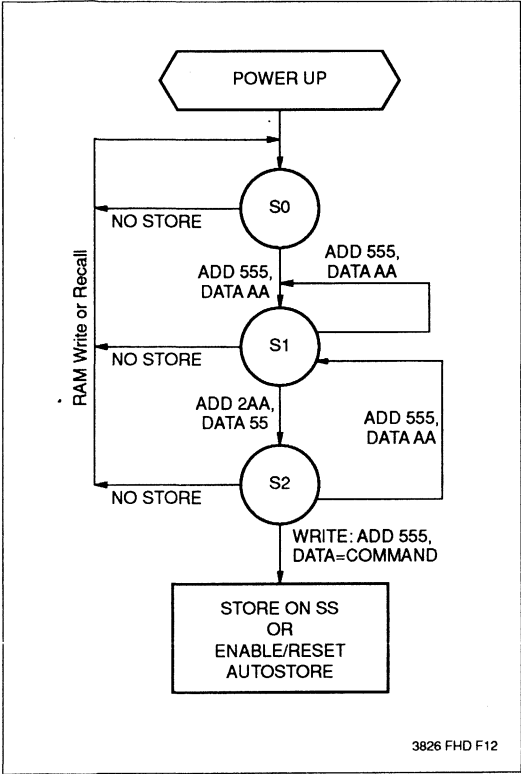 POWER UP
S0
NO STORE
ADD 555,
DATA AA
ADD 555,
DATA AA
RAM Write or Recall
S1
NO STORE
ADD 2AA,
DATA 55
ADD 555,
DATA AA
S2
NO STORE
WRITE: ADD 555,
DATA=COMMAND
STORE ON SS
OR
ENABLE/RESET
AUTOSTORE
3826 FHD F12